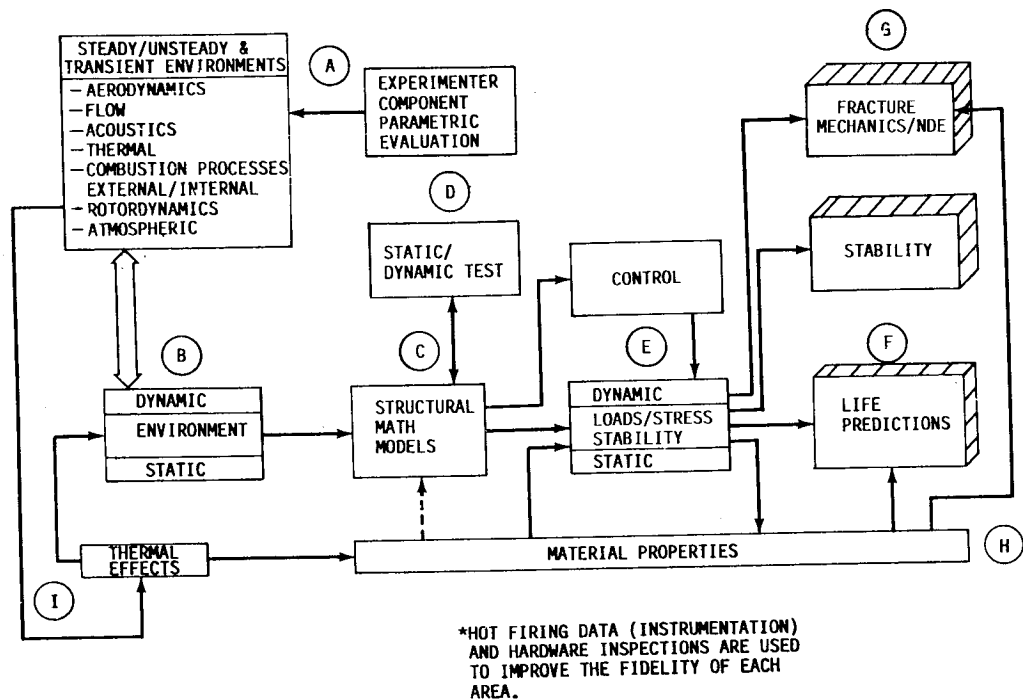 STEADY/UNSTEADY &
TRANSIENT ENVIRONMENTS
—AERODYNAMICS
—FLOW
—ACOUSTICS
—THERMAL
—COMBUSTION PROCESSES
EXTERNAL/INTERNAL
—ROTORDYNAMICS
—ATMOSPHERIC
A
EXPERIMENTER
COMPONENT
PARAMETRIC
EVALUATION
G
FRACTURE
MECHANICS/NDE
D
STATIC/
DYNAMIC TEST
CONTROL
STABILITY
B
DYNAMIC
ENVIRONMENT
STATIC
C
STRUCTURAL
MATH
MODELS
E
DYNAMIC
LOADS/STRESS
STABILITY
STATIC
F
LIFE
PREDICTIONS
THERMAL
EFFECTS
MATERIAL PROPERTIES
H
I
*HOT FIRING DATA (INSTRUMENTATION)
AND HARDWARE INSPECTIONS ARE USED
TO IMPROVE THE FIDELITY OF EACH
AREA.